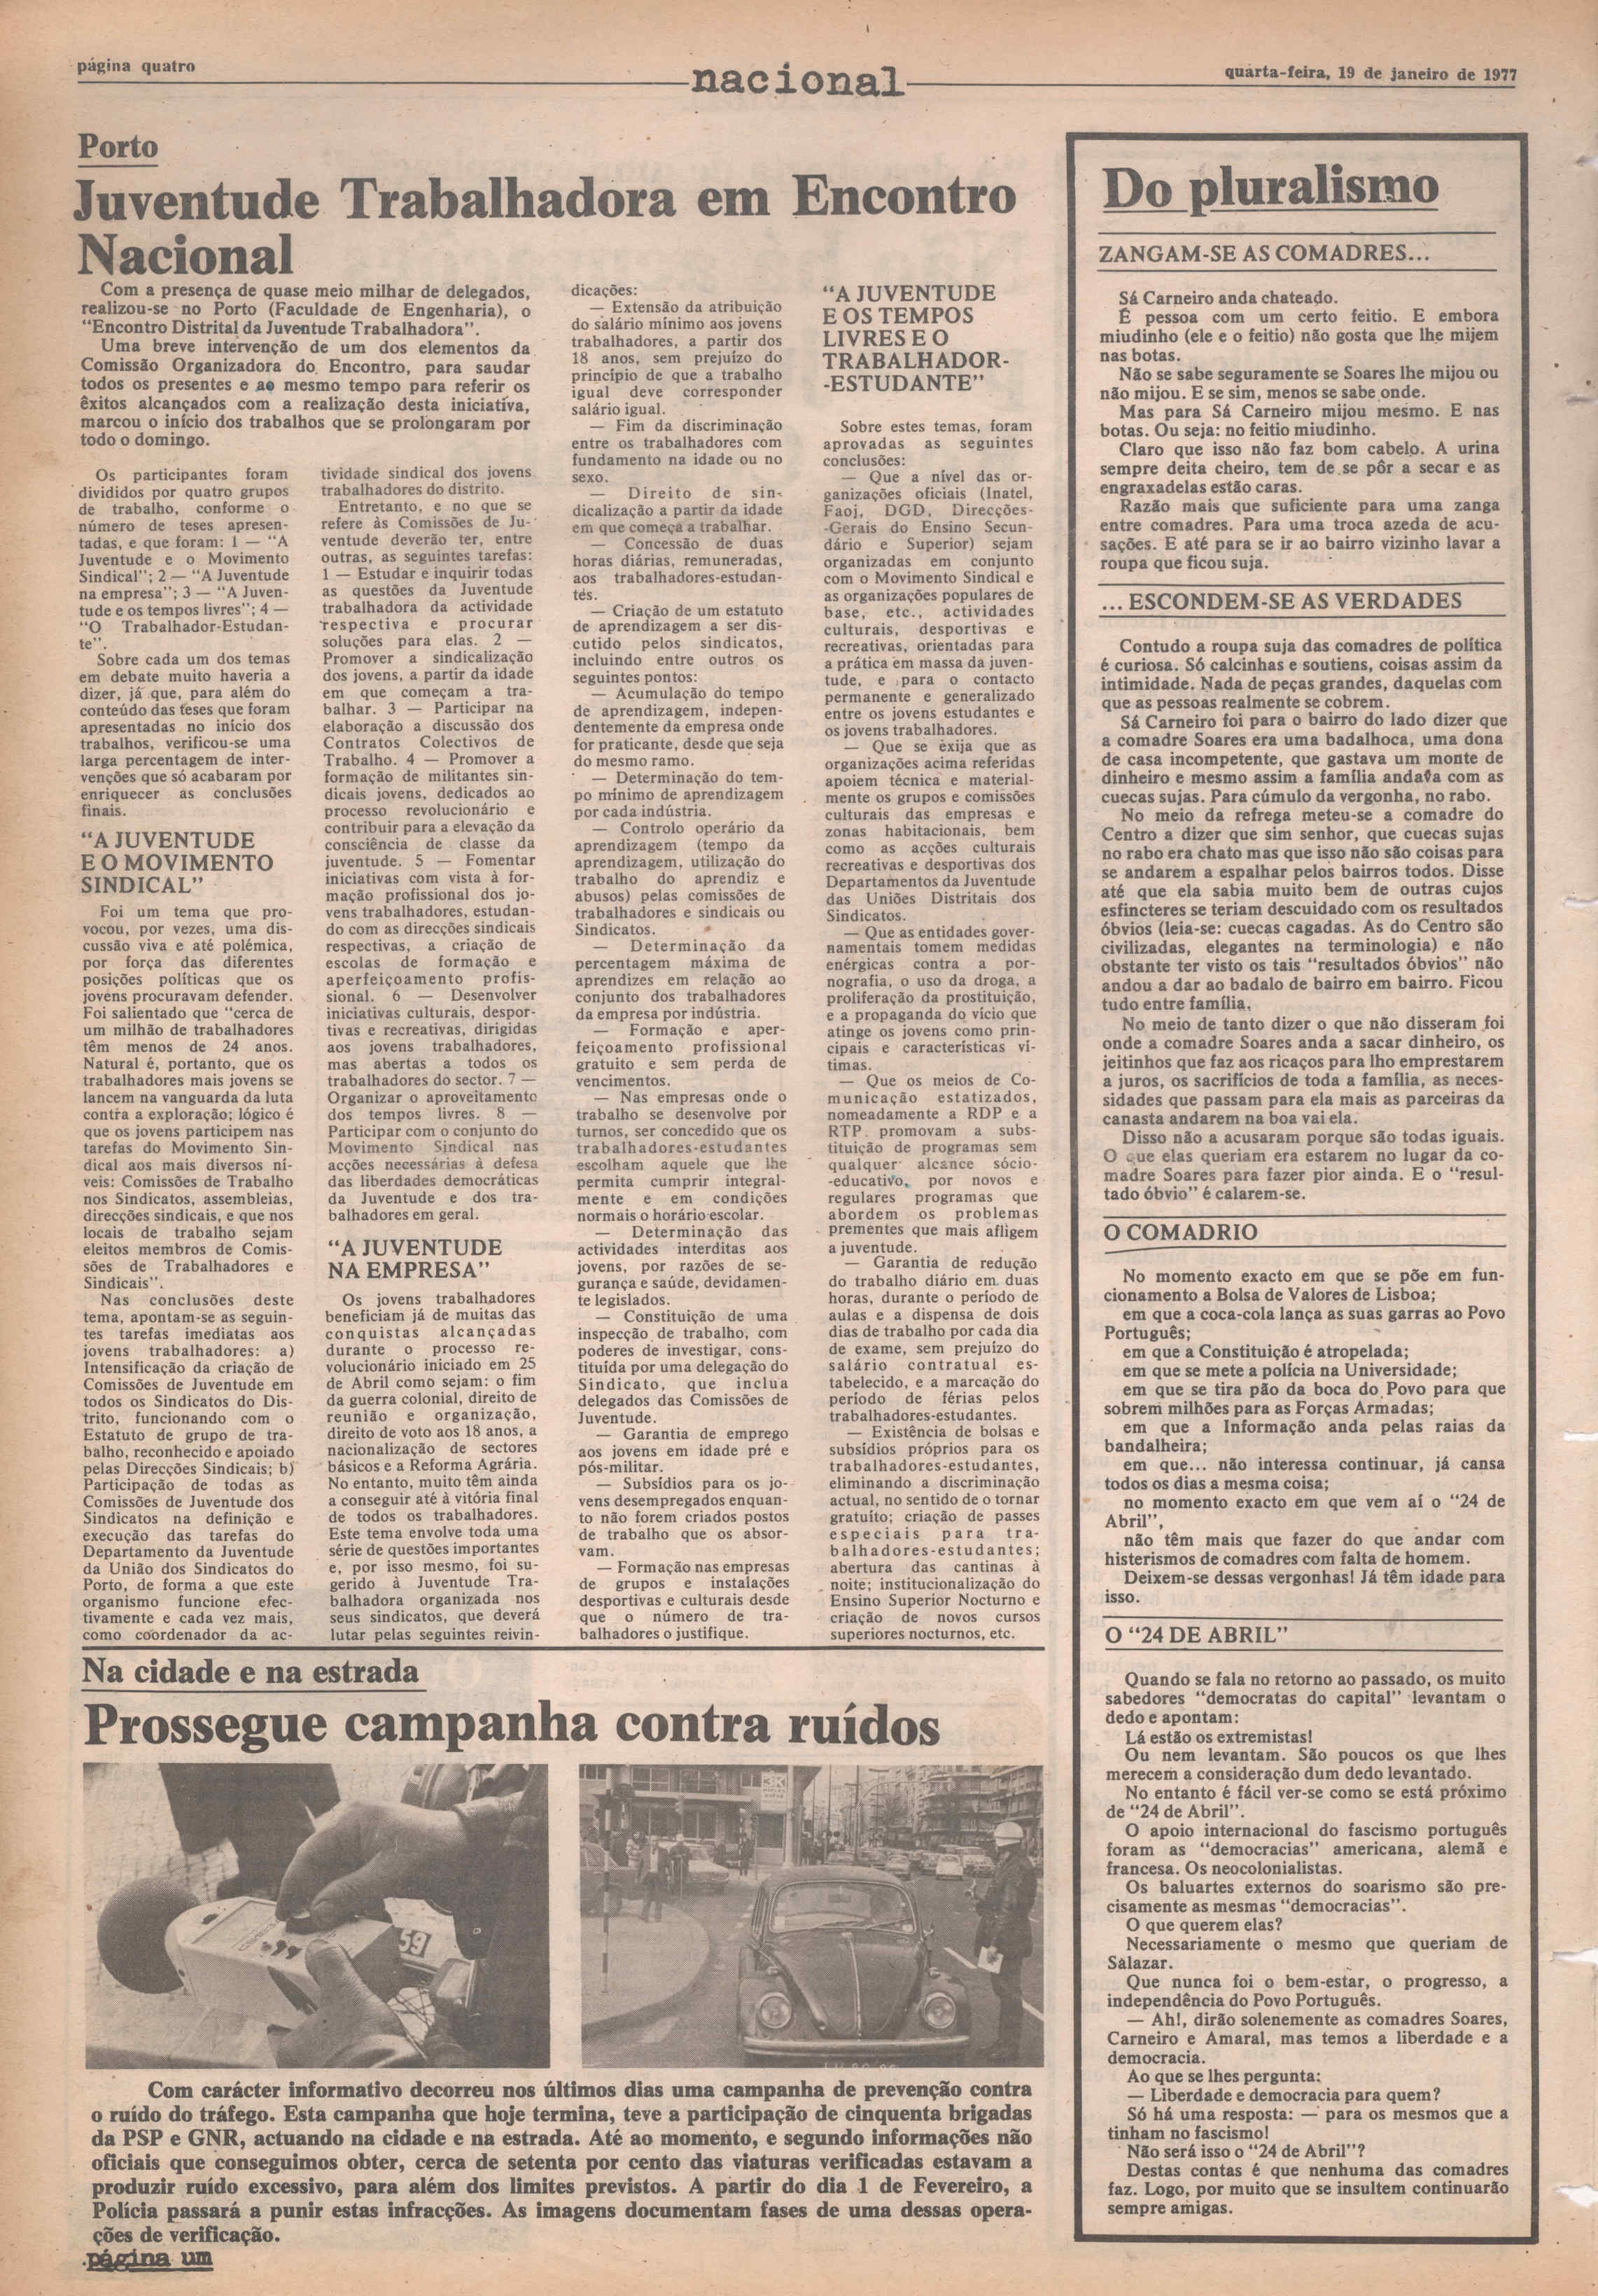 página quatro
nacional
quarta-feira, 19 de janeiro de 1977
Porto
Juventude Trabalhadora em Encontro
Nacional
Com a presença de quase meio milhar de delegados,
realizou-se no Porto (Faculdade de Engenharia), o
"Encontro Distrital da Juventude Trabalhadora".
Uma breve intervenção de um dos elementos da
Comissão Organizadora do Encontro, para saudar
todos os presentes e ao mesmo tempo para referir os
êxitos alcançados com a realização desta iniciativa,
marcou o início dos trabalhos que se prolongaram por
todo o domingo.
Os participantes foram
divididos por quatro grupos
de trabalho, conforme o
número de teses apresen-
tadas, e que foram: 1 — "A
Juventude e o Movimento
Sindical"; 2 — "A Juventude
na empresa"; 3 — "A Juven-
tude e os tempos livres"; 4 —
"O Trabalhador-Estudan-
te".
Sobre cada um dos temas
em debate muito haveria a
dizer, já que, para além do
conteúdo das teses que foram
apresentadas no início dos
trabalhos, verificou-se uma
larga percentagem de inter-
venções que só acabaram por
enriquecer as conclusões
finais.
"A JUVENTUDE
E O MOVIMENTO
SINDICAL"
Foi um tema que pro-
vocou, por vezes, uma dis-
cussão viva e até polémica,
por força das diferentes
posições políticas que os
jovens procuravam defender.
Foi salientado que "cerca de
um milhão de trabalhadores
têm menos de 24 anos.
Natural é, portanto, que os
trabalhadores mais jovens se
lancem na vanguarda da luta
contra a exploração; lógico é
que os jovens participem nas
tarefas do Movimento Sin-
dical aos mais diversos ní-
veis: Comissões de Trabalho
nos Sindicatos, assembleias,
direcções sindicais, e que nos
locais de trabalho sejam
eleitos membros de Comis-
sões de Trabalhadores e
Sindicais".
Nas conclusões deste
tema, apontam-se as seguin-
tes tarefas imediatas aos
jovens trabalhadores: a)
Intensificação da criação de
Comissões de Juventude em
todos os Sindicatos do Dis-
trito, funcionando com o
Estatuto de grupo de tra-
balho, reconhecido e apoiado
pelas Direcções Sindicais; b)
Participação de todas as
Comissões de Juventude dos
Sindicatos na definição e
execução das tarefas do
Departamento da Juventude
da União dos Sindicatos do
Porto, de forma a que este
organismo funcione efec-
tivamente e cada vez mais,
como coordenador da ac-
tividade sindical dos jovens
trabalhadores do distrito.
Entretanto, e no que se
refere às Comissões de Ju-
ventude deverão ter, entre
outras, as seguintes tarefas:
1 — Estudar e inquirir todas
as questões da Juventude
trabalhadora da actividade
respectiva e procurar
soluções para elas. 2 —
Promover a sindicalização
dos jovens, a partir da idade
em que começam a tra-
balhar. 3 — Participar na
elaboração a discussão dos
Contratos Colectivos de
Trabalho. 4 — Promover a
formação de militantes sin-
dicais jovens, dedicados ao
processo revolucionário e
contribuir para a elevação da
consciência de classe da
juventude. 5 — Fomentar
iniciativas com vista à for-
mação profissional dos jo-
vens trabalhadores, estudan-
do com as direcções sindicais
respectivas, a criação de
escolas de formação e
aperfeiçoamento profis-
sional. 6 — Desenvolver
iniciativas culturais, despor-
tivas e recreativas, dirigidas
aos jovens trabalhadores,
mas abertas a todos os
trabalhadores do sector. 7 —
Organizar o aproveitamento
dos tempos livres. 8 —
Participar com o conjunto do
Movimento Sindical nas
acções necessárias à defesa
das liberdades democráticas
da Juventude e dos tra-
balhadores em geral.
"A JUVENTUDE
NA EMPRESA"
Os jovens trabalhadores
beneficiam já de muitas das
conquistas alcançadas
durante o processo re-
volucionário iniciado em 25
de Abril como sejam: o fim
da guerra colonial, direito de
reunião e organização,
direito de voto aos 18 anos, a
nacionalização de sectores
básicos e a Reforma Agrária.
No entanto, muito têm ainda
a conseguir até à vitória final
de todos os trabalhadores.
Este tema envolve toda uma
série de questões importantes
e, por isso mesmo, foi su-
gerido à Juventude Tra-
balhadora organizada nos
seus sindicatos, que deverá
lutar pelas seguintes reivin-
dicações:
— Extensão da atribuição
do salário mínimo aos jovens
trabalhadores, a partir dos
18 anos, sem prejuízo do
princípio de que a trabalho
igual deve corresponder
salário igual.
— Fim da discriminação
entre os trabalhadores com
fundamento na idade ou no
sexo.
— Direito de sin-
dicalização a partir da idade
em que começa a trabalhar.
— Concessão de duas
horas diárias, remuneradas,
aos trabalhadores-estudan-
tes.
— Criação de um estatuto
de aprendizagem a ser dis-
cutido pelos sindicatos,
incluindo entre outros os
seguintes pontos:
— Acumulação do tempo
de aprendizagem, indepen-
dentemente da empresa onde
for praticante, desde que seja
do mesmo ramo.
— Determinação do tem-
po mínimo de aprendizagem
por cada indústria.
— Controlo operário da
aprendizagem (tempo da
aprendizagem, utilização do
trabalho do aprendiz e
abusos) pelas comissões de
trabalhadores e sindicais ou
Sindicatos.
— Determinação da
percentagem máxima de
aprendizes em relação ao
conjunto dos trabalhadores
da empresa por indústria.
— Formação e aper-
feiçoamento profissional
gratuito e sem perda de
vencimentos.
— Nas empresas onde o
trabalho se desenvolve por
turnos, ser concedido que os
trabalhadores-estudantes
escolham aquele que lhe
permita cumprir integral-
mente e em condições
normais o horário escolar.
— Determinação das
actividades interditas aos
jovens, por razões de se-
gurança e saúde, devidamen-
te legislados.
— Constituição de uma
inspecção de trabalho, com
poderes de investigar, cons-
tituída por uma delegação do
Sindicato, que inclua
delegados das Comissões de
Juventude.
— Garantia de emprego
aos jovens em idade pré e
pós-militar.
— Subsídios para os jo-
vens desempregados enquan-
to não forem criados postos
de trabalho que os absor-
vam.
— Formação nas empresas
de grupos e instalações
desportivas e culturais desde
que o número de tra-
balhadores o justifique.
"A JUVENTUDE
E OS TEMPOS
LIVRES E O
TRABALHADOR-
-ESTUDANTE"
Sobre estes temas, foram
aprovadas as seguintes
conclusões:
— Que a nível das or-
ganizações oficiais (Inatel,
Faoj, DGD, Direcções-
-Gerais do Ensino Secun-
dário e Superior) sejam
organizadas em conjunto
com o Movimento Sindical e
as organizações populares de
base, etc., actividades
culturais, desportivas e
recreativas, orientadas para
a prática em massa da juven-
tude, e para o contacto
permanente e generalizado
entre os jovens estudantes e
os jovens trabalhadores.
— Que se exija que as
organizações acima referidas
apoiem técnica e material-
mente os grupos e comissões
culturais das empresas e
zonas habitacionais, bem
como as acções culturais
recreativas e desportivas dos
Departamentos da Juventude
das Uniões Distritais dos
Sindicatos.
— Que as entidades gover-
namentais tomem medidas
enérgicas contra a por-
nografia, o uso da droga, a
proliferação da prostituição,
e a propaganda do vício que
atinge os jovens como prin-
cipais e características ví-
timas.
— Que os meios de Co-
municação estatizados,
nomeadamente a RDP e a
RTP promovam a subs-
tituição de programas sem
qualquer alcance sócio-
-educativo, por novos e
regulares programas que
abordem os problemas
prementes que mais afligem
a juventude.
— Garantia de redução
do trabalho diário em duas
horas, durante o período de
aulas e a dispensa de dois
dias de trabalho por cada dia
de exame, sem prejuízo do
salário contratual es-
tabelecido, e a marcação do
período de férias pelos
trabalhadores-estudantes.
— Existência de bolsas e
subsídios próprios para os
trabalhadores-estudantes,
eliminando a discriminação
actual, no sentido de o tornar
gratuito; criação de passes
especiais para tra-
balhadores-estudantes;
abertura das cantinas à
noite; institucionalização do
Ensino Superior Nocturno e
criação de novos cursos
superiores nocturnos, etc.
Na cidade e na estrada
Prossegue campanha contra ruídos
59
3K
Com carácter informativo decorreu nos últimos dias uma campanha de prevenção contra
o ruído do tráfego. Esta campanha que hoje termina, teve a participação de cinquenta brigadas
da PSP e GNR, actuando na cidade e na estrada. Até ao momento, e segundo informações não
oficiais que conseguimos obter, cerca de setenta por cento das viaturas verificadas estavam a
produzir ruído excessivo, para além dos limites previstos. A partir do dia 1 de Fevereiro, a
Polícia passará a punir estas infracções. As imagens documentam fases de uma dessas opera-
ções de verificação.
página um
Do pluralismo
ZANGAM-SE AS COMADRES...
Sá Carneiro anda chateado.
É pessoa com um certo feitio. E embora
miudinho (ele e o feitio) não gosta que lhe mijem
nas botas.
Não se sabe seguramente se Soares lhe mijou ou
não mijou. E se sim, menos se sabe onde.
Mas para Sá Carneiro mijou mesmo. E nas
botas. Ou seja: no feitio miudinho.
Claro que isso não faz bom cabelo. A urina
sempre deita cheiro, tem de se pôr a secar e as
engraxadelas estão caras.
Razão mais que suficiente para uma zanga
entre comadres. Para uma troca azeda de acu-
sações. E até para se ir ao bairro vizinho lavar a
roupa que ficou suja.
... ESCONDEM-SE AS VERDADES
Contudo a roupa suja das comadres de política
é curiosa. Só calcinhas e soutiens, coisas assim da
intimidade. Nada de peças grandes, daquelas com
que as pessoas realmente se cobrem.
Sá Carneiro foi para o bairro do lado dizer que
a comadre Soares era uma badalhoca, uma dona
de casa incompetente, que gastava um monte de
dinheiro e mesmo assim a família andava com as
cuecas sujas. Para cúmulo da vergonha, no rabo.
No meio da refrega meteu-se a comadre do
Centro a dizer que sim senhor, que cuecas sujas
no rabo era chato mas que isso não são coisas para
se andarem a espalhar pelos bairros todos. Disse
até que ela sabia muito bem de outras cujos
esfincteres se teriam descuidado com os resultados
óbvios (leia-se: cuecas cagadas. As do Centro são
civilizadas, elegantes na terminologia) e não
obstante ter visto os tais "resultados óbvios" não
andou a dar ao badalo de bairro em bairro. Ficou
tudo entre família.
No meio de tanto dizer o que não disseram foi
onde a comadre Soares anda a sacar dinheiro, os
jeitinhos que faz aos ricaços para lho emprestarem
a juros, os sacrifícios de toda a família, as neces-
sidades que passam para ela mais as parceiras da
canasta andarem na boa vai ela.
Disso não a acusaram porque são todas iguais.
O que elas queriam era estarem no lugar da co-
madre Soares para fazer pior ainda. E o "resul-
tado óbvio" é calarem-se.
O COMADRIO
No momento exacto em que se põe em fun-
cionamento a Bolsa de Valores de Lisboa;
em que a coca-cola lança as suas garras ao Povo
Português;
em que a Constituição é atropelada;
em que se mete a polícia na Universidade;
em que se tira pão da boca do Povo para que
sobrem milhões para as Forças Armadas;
em que a Informação anda pelas raias da
bandalheira;
em que... não interessa continuar, já cansa
todos os dias a mesma coisa;
no momento exacto em que vem aí o "24 de
Abril",
não têm mais que fazer do que andar com
histerismos de comadres com falta de homem.
Deixem-se dessas vergonhas! Já têm idade para
isso.
O "24 DE ABRIL"
Quando se fala no retorno ao passado, os muito
sabedores "democratas do capital" levantam o
dedo e apontam:
Lá estão os extremistas!
Ou nem levantam. São poucos os que lhes
merecem a consideração dum dedo levantado.
No entanto é fácil ver-se como se está próximo
de "24 de Abril".
O apoio internacional do fascismo português
foram as "democracias" americana, alemã e
francesa. Os neocolonialistas.
Os baluartes externos do soarismo são pre-
cisamente as mesmas "democracias".
O que querem elas?
Necessariamente o mesmo que queriam de
Salazar.
Que nunca foi o bem-estar, o progresso, a
independência do Povo Português.
— Ah!, dirão solenemente as comadres Soares,
Carneiro e Amaral, mas temos a liberdade e a
democracia.
Ao que se lhes pergunta:
— Liberdade e democracia para quem?
Só há uma resposta: — para os mesmos que a
tinham no fascismo!
Não será isso o "24 de Abril"?
Destas contas é que nenhuma das comadres
faz. Logo, por muito que se insultem continuarão
sempre amigas.